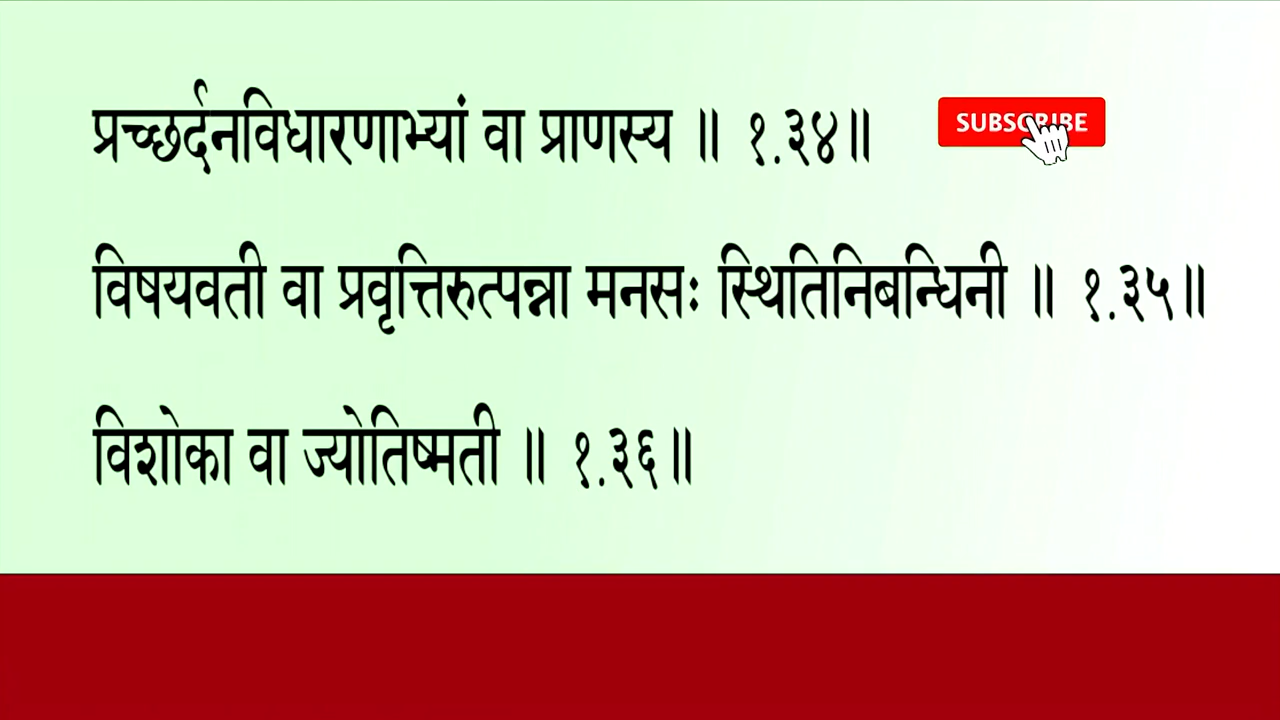 प्रच्छर्दनविधारणाभ्यां वा प्राणस्य ॥ १.३४॥
SUBSCRIBE
विषयवती वा प्रवृत्तिरुत्पन्ना मनसः स्थितिनिबन्धिनी ॥ १.३५॥
विशोका वा ज्योतिष्मती ॥ १.३६॥